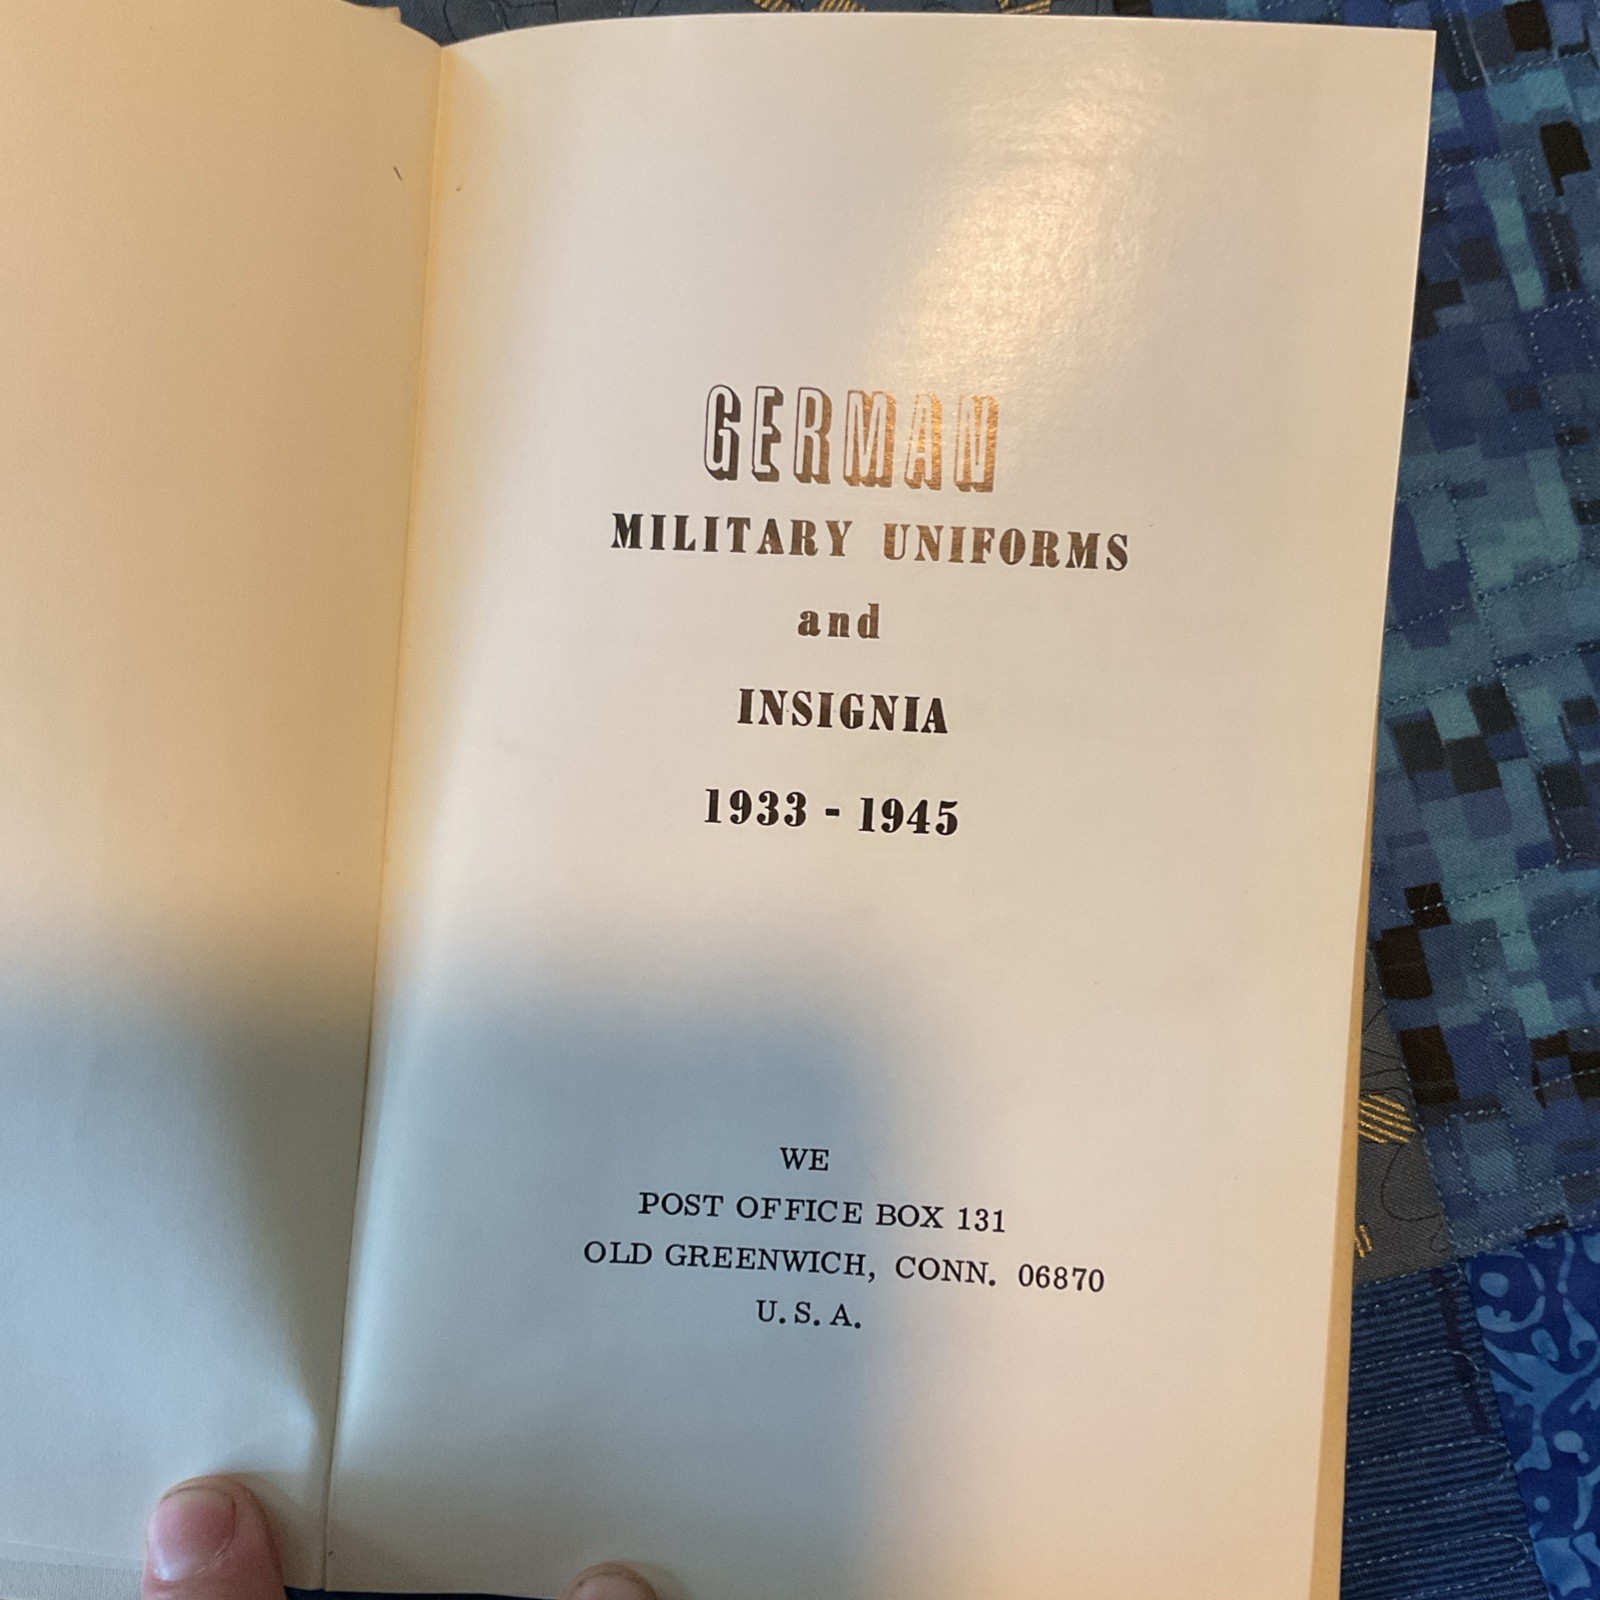 GERMAN
MILITARY UNIFORMS
and
INSIGNIA
1933 - 1945
WE
POST OFFICE BOX 131
OLD GREENWICH, CONN. 06870
U. S. A.